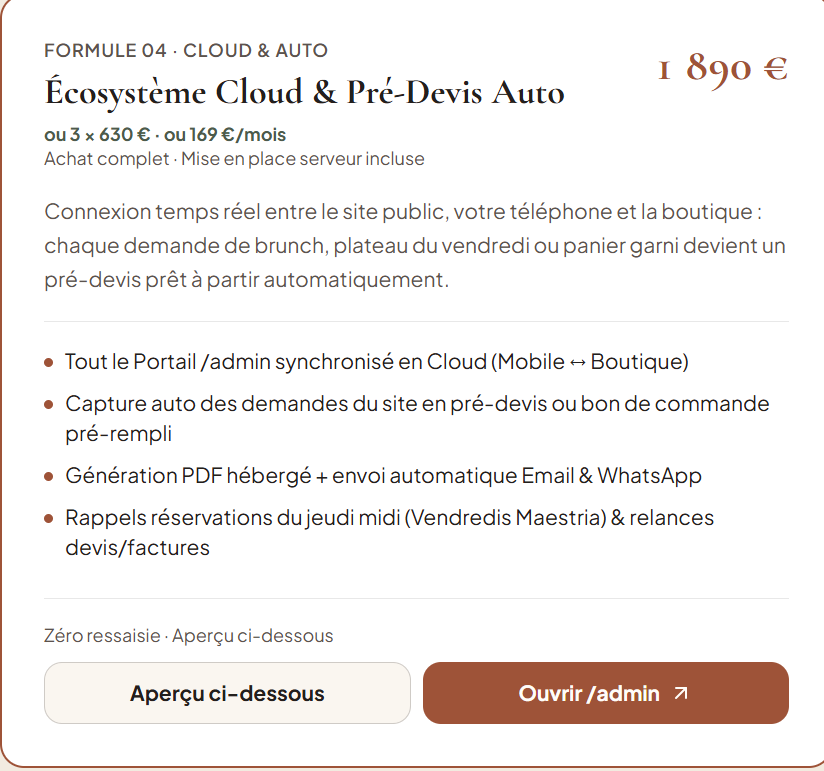 FORMULE 04 · CLOUD & AUTO
1 890 €
Écosystème Cloud & Pré-Devis Auto
ou 3 × 630 € · ou 169 €/mois
Achat complet · Mise en place serveur incluse
Connexion temps réel entre le site public, votre téléphone et la boutique :
chaque demande de brunch, plateau du vendredi ou panier garni devient un
pré-devis prêt à partir automatiquement.
Tout le Portail /admin synchronisé en Cloud (Mobile ↔ Boutique)
Capture auto des demandes du site en pré-devis ou bon de commande
pré-rempli
Génération PDF hébergé + envoi automatique Email & WhatsApp
Rappels réservations du jeudi midi (Vendredis Maestria) & relances
devis/factures
Zéro ressaisie · Aperçu ci-dessous
Aperçu ci-dessous
Ouvrir /admin ↗